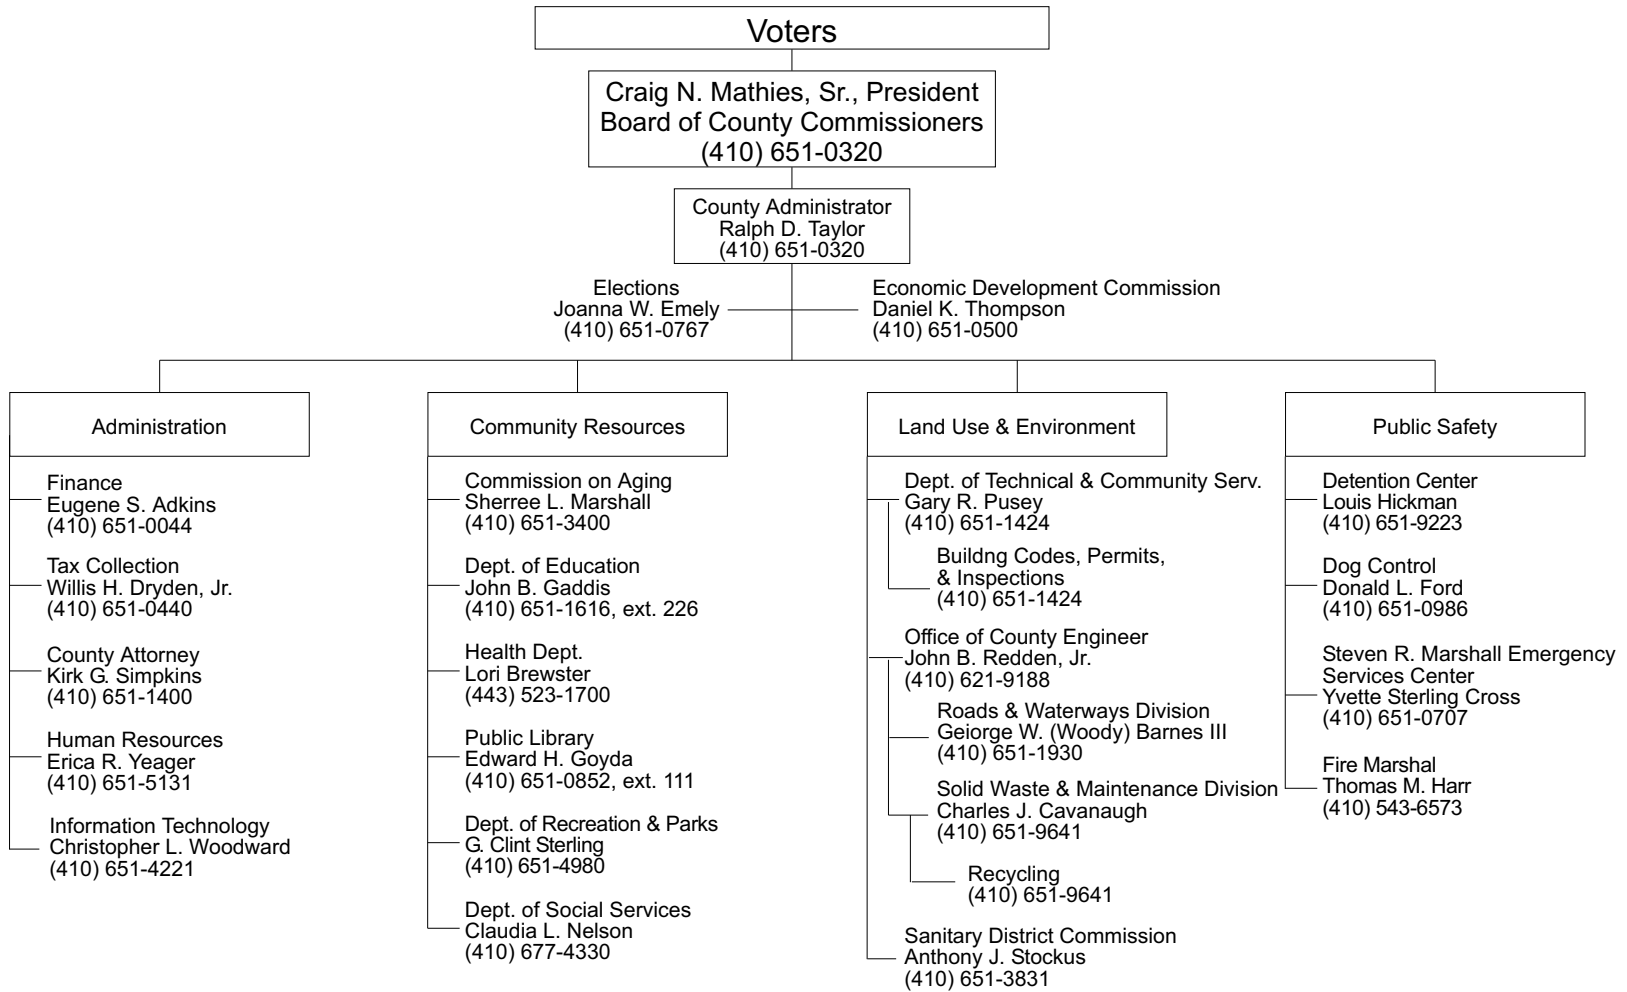 Voters
Craig N. Mathies, Sr., President
Board of County Commissioners
(410) 651-0320
County Administrator
Ralph D. Taylor
(410) 651-0320
Elections
Joanna W. Emely
(410) 651-0767
Economic Development Commission
Daniel K. Thompson
(410) 651-0500
Administration
Finance
Eugene S. Adkins
(410) 651-0044
Tax Collection
Willis H. Dryden, Jr.
(410) 651-0440
County Attorney
Kirk G. Simpkins
(410) 651-1400
Human Resources
Erica R. Yeager
(410) 651-5131
Information Technology
Christopher L. Woodward
(410) 651-4221
Community Resources
Commission on Aging
Sherree L. Marshall
(410) 651-3400
Dept. of Education
John B. Gaddis
(410) 651-1616, ext. 226
Health Dept.
Lori Brewster
(443) 523-1700
Public Library
Edward H. Goyda
(410) 651-0852, ext. 111
Dept. of Recreation & Parks
G. Clint Sterling
(410) 651-4980
Dept. of Social Services
Claudia L. Nelson
(410) 677-4330
Land Use & Environment
Dept. of Technical & Community Serv.
Gary R. Pusey
(410) 651-1424
Buildng Codes, Permits,
& Inspections
(410) 651-1424
Office of County Engineer
John B. Redden, Jr.
(410) 621-9188
Roads & Waterways Division
Geiorge W. (Woody) Barnes III
(410) 651-1930
Solid Waste & Maintenance Division
Charles J. Cavanaugh
(410) 651-9641
Recycling
(410) 651-9641
Sanitary District Commission
Anthony J. Stockus
(410) 651-3831
Public Safety
Detention Center
Louis Hickman
(410) 651-9223
Dog Control
Donald L. Ford
(410) 651-0986
Steven R. Marshall Emergency
Services Center
Yvette Sterling Cross
(410) 651-0707
Fire Marshal
Thomas M. Harr
(410) 543-6573